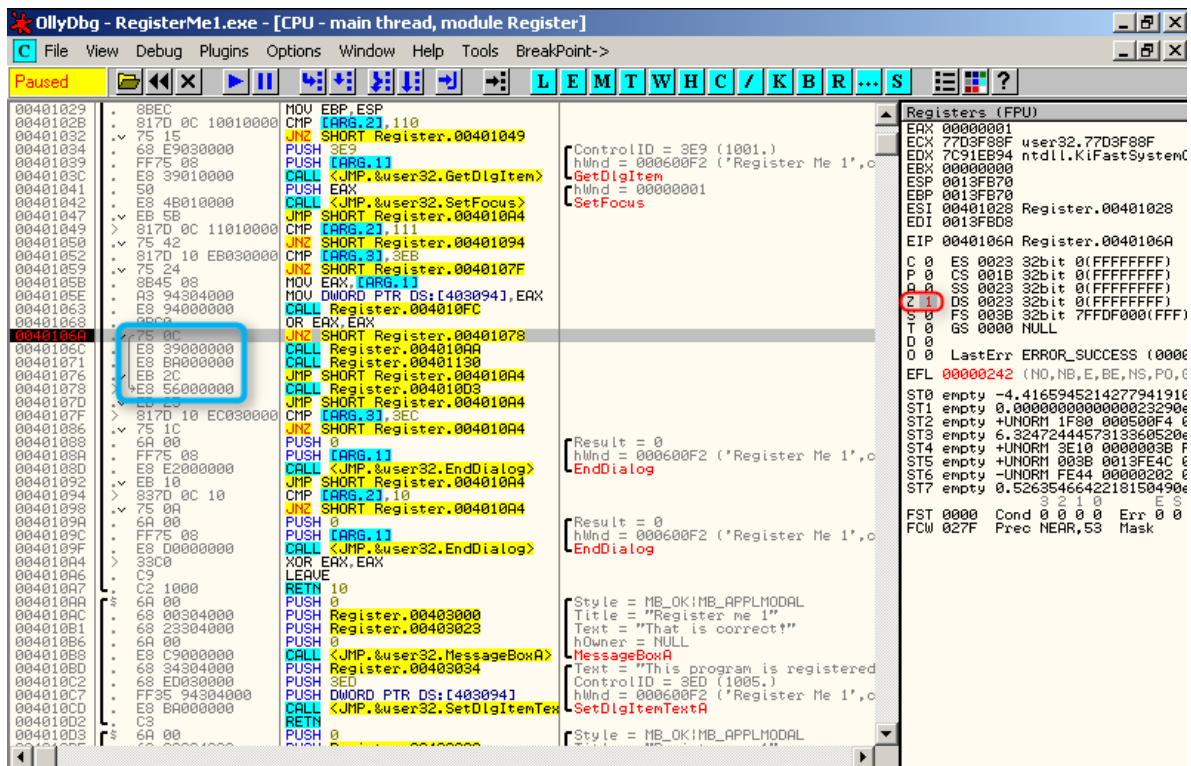 OllyDbg - RegisterMe1.exe - [CPU - main thread, module Register]
C File View Debug Plugins Options Window Help Tools BreakPoint->
Paused L E M T W H C / K B R ... S ?
00401029 . 8BEC MOV EBP,ESP
0040102B . 817D 0C 10010000 CMP [ARG.2],110
00401032 .v 75 15 JNZ SHORT Register.00401049
00401034 . 68 E9030000 PUSH 3E9 ControlID = 3E9 (1001.)
00401039 . FF75 08 PUSH [ARG.1] hWnd = 000600F2 ('Register Me 1',c
0040103C . E8 39010000 CALL <JMP.&user32.GetDlgItem> GetDlgItem
00401041 . 50 PUSH EAX hWnd = 00000001
00401042 . E8 4B010000 CALL <JMP.&user32.SetFocus> SetFocus
00401047 .v EB 5B JMP SHORT Register.004010A4
00401049 > 817D 0C 11010000 CMP [ARG.2],111
00401050 .v 75 42 JNZ SHORT Register.00401094
00401052 . 817D 10 EB030000 CMP [ARG.3],3EB
00401059 .v 75 24 JNZ SHORT Register.0040107F
0040105B . 8B45 08 MOV EAX,[ARG.1]
0040105E . A3 94304000 MOV DWORD PTR DS:[403094],EAX
00401063 . E8 94000000 CALL Register.004010FC
00401068 . 0BC0 OR EAX,EAX
0040106A .v 75 0C JNZ SHORT Register.00401078
0040106C . E8 39000000 CALL Register.004010AA
00401071 . E8 BA000000 CALL Register.00401130
00401076 .v EB 2C JMP SHORT Register.004010A4
00401078 > E8 56000000 CALL Register.004010D3
0040107D .v EB 25 JMP SHORT Register.004010A4
0040107F > 817D 10 EC030000 CMP [ARG.3],3EC
00401086 .v 75 1C JNZ SHORT Register.004010A4
00401088 . 6A 00 PUSH 0 Result = 0
0040108A . FF75 08 PUSH [ARG.1] hWnd = 000600F2 ('Register Me 1',c
0040108D . E8 E2000000 CALL <JMP.&user32.EndDialog> EndDialog
00401092 .v EB 10 JMP SHORT Register.004010A4
00401094 > 837D 0C 10 CMP [ARG.2],10
00401098 .v 75 0A JNZ SHORT Register.004010A4
0040109A . 6A 00 PUSH 0 Result = 0
0040109C . FF75 08 PUSH [ARG.1] hWnd = 000600F2 ('Register Me 1',c
0040109F . E8 D0000000 CALL <JMP.&user32.EndDialog> EndDialog
004010A4 > 33C0 XOR EAX,EAX
004010A6 . C9 LEAVE
004010A7 . C2 1000 RETN 10
004010AA $ 6A 00 PUSH 0 Style = MB_OK|MB_APPLMODAL
004010AC . 68 00304000 PUSH Register.00403000 Title = "Register me 1"
004010B1 . 68 23304000 PUSH Register.00403023 Text = "That is correct!"
004010B6 . 6A 00 PUSH 0 hOwner = NULL
004010B8 . E8 C9000000 CALL <JMP.&user32.MessageBoxA> MessageBoxA
004010BD . 68 34304000 PUSH Register.00403034 Text = "This program is registered
004010C2 . 68 ED030000 PUSH 3ED ControlID = 3ED (1005.)
004010C7 . FF35 94304000 PUSH DWORD PTR DS:[403094] hWnd = 000600F2 ('Register Me 1',c
004010CD . E8 BA000000 CALL <JMP.&user32.SetDlgItemTex SetDlgItemTextA
004010D2 . C3 RETN
004010D3 $ 6A 00 PUSH 0 Style = MB_OK|MB_APPLMODAL
Registers (FPU)
EAX 00000001
ECX 77D3F88F user32.77D3F88F
EDX 7C91EB94 ntdll.KiFastSystemC
EBX 00000000
ESP 0013FB70
EBP 0013FB70
ESI 00401028 Register.00401028
EDI 0013FBD8
EIP 0040106A Register.0040106A
C 0 ES 0023 32bit 0(FFFFFFFF)
P 0 CS 001B 32bit 0(FFFFFFFF)
A 0 SS 0023 32bit 0(FFFFFFFF)
Z 1 DS 0023 32bit 0(FFFFFFFF)
S 0 FS 003B 32bit 7FFDF000(FFF)
T 0 GS 0000 NULL
D 0
O 0 LastErr ERROR_SUCCESS (0000
EFL 00000242 (NO,NB,E,BE,NS,PO,G
ST0 empty -4.4165945214277941910
ST1 empty 0.0000000000000023290e
ST2 empty +UNORM 1F80 000500F4 0
ST3 empty 6.3247244457313360520e
ST4 empty +UNORM 3E10 0000003B F
ST5 empty +UNORM 003B 0013FE4C 0
ST6 empty -UNORM FE44 00000202 0
ST7 empty 0.5263546642218150490e
3 2 1 0 E S
FST 0000 Cond 0 0 0 0 Err 0 0
FCW 027F Prec NEAR,53 Mask